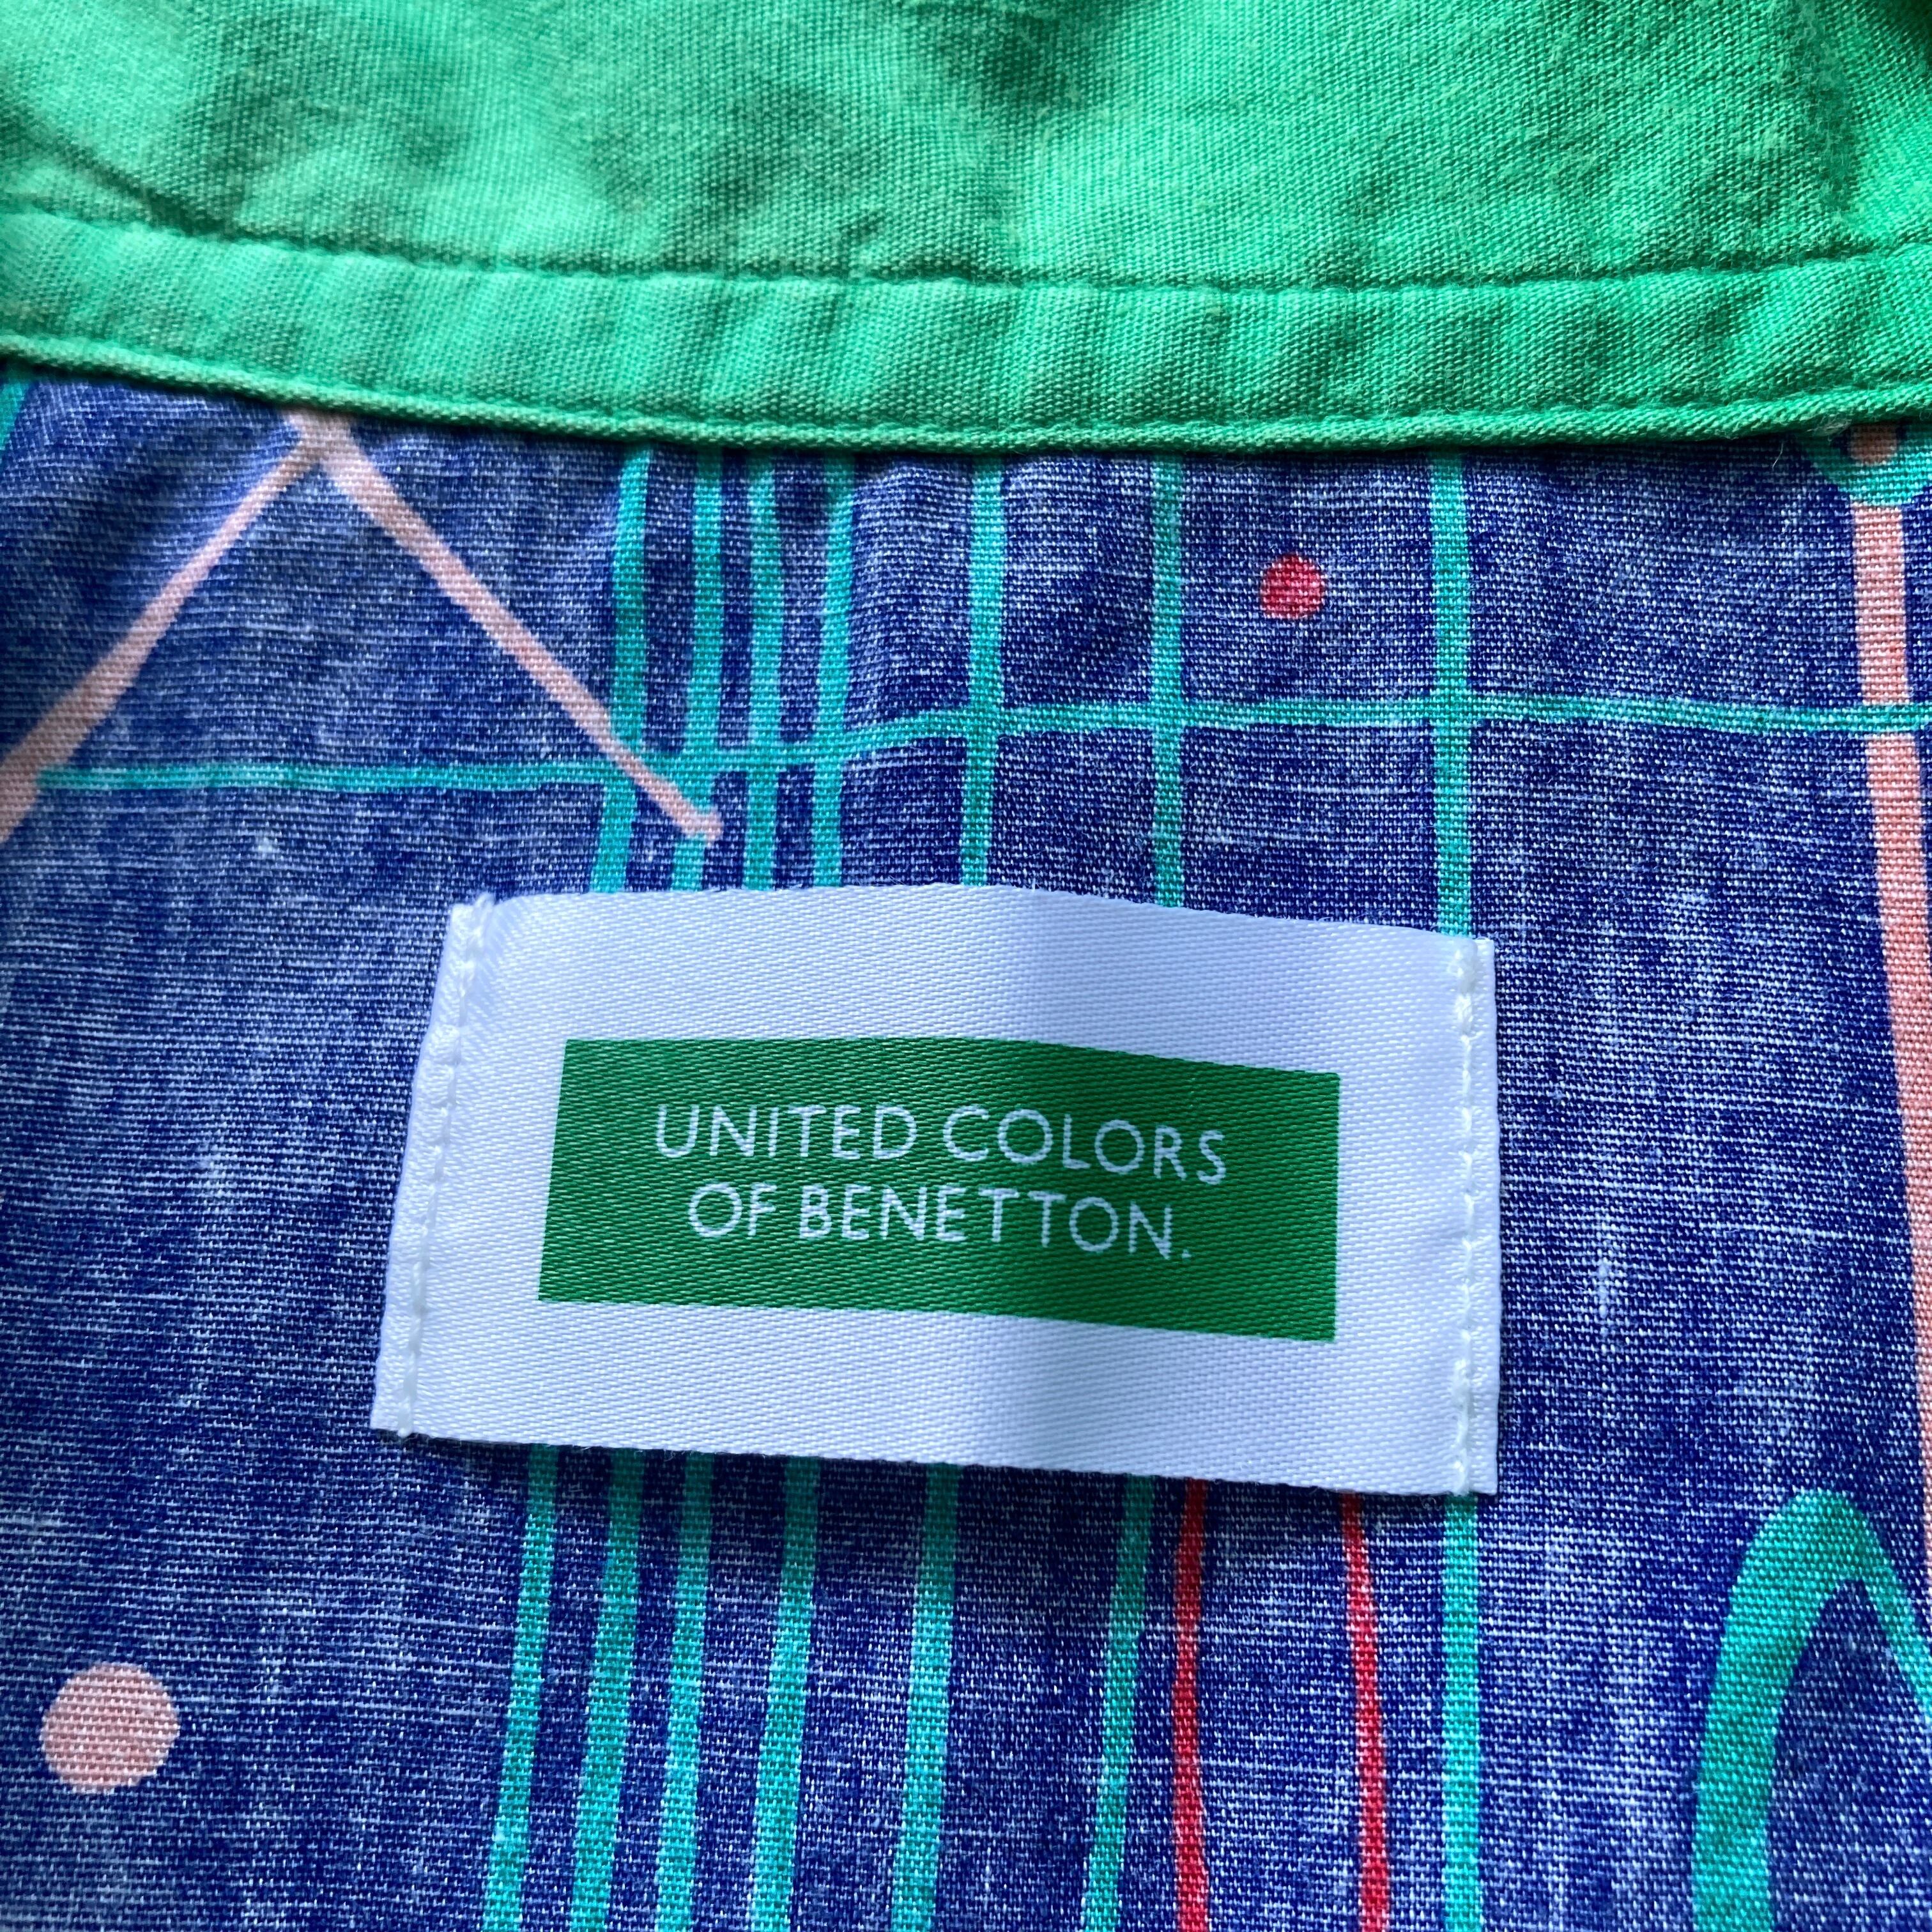 UNITED COLORS
OF BENETTON.